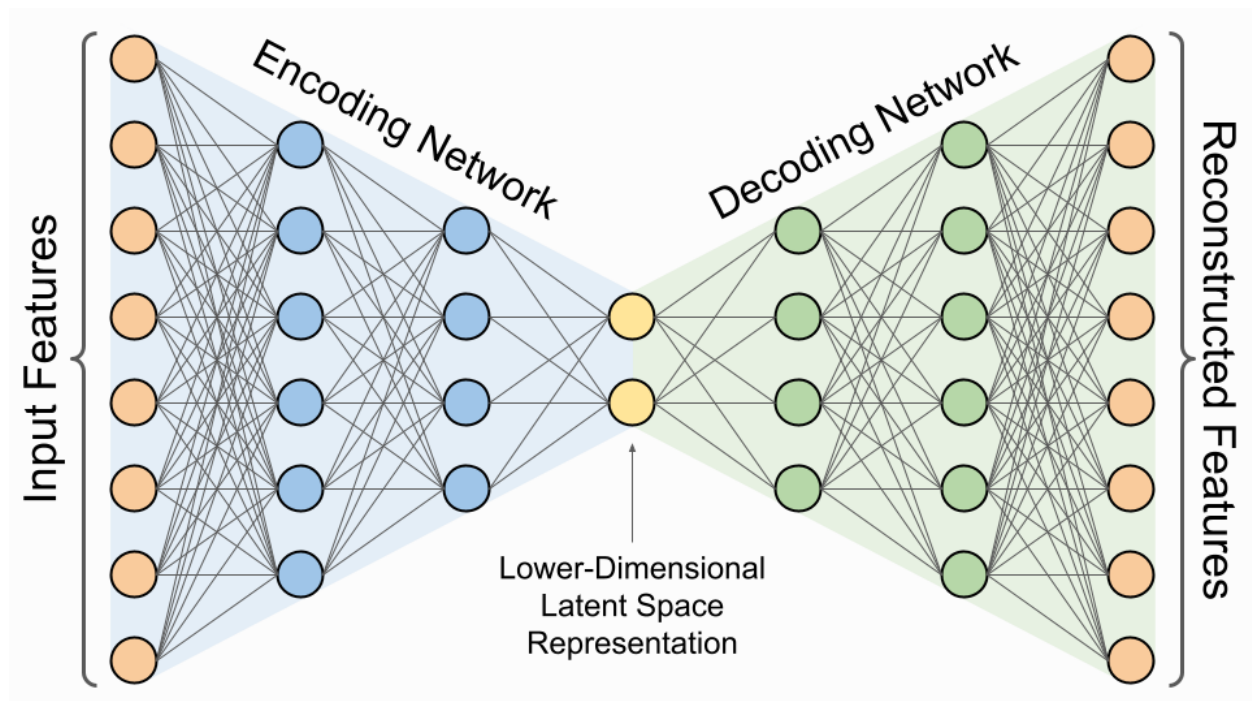 Input Features
Encoding Network
Lower-Dimensional
Latent Space
Representation
Decoding Network
Reconstructed Features